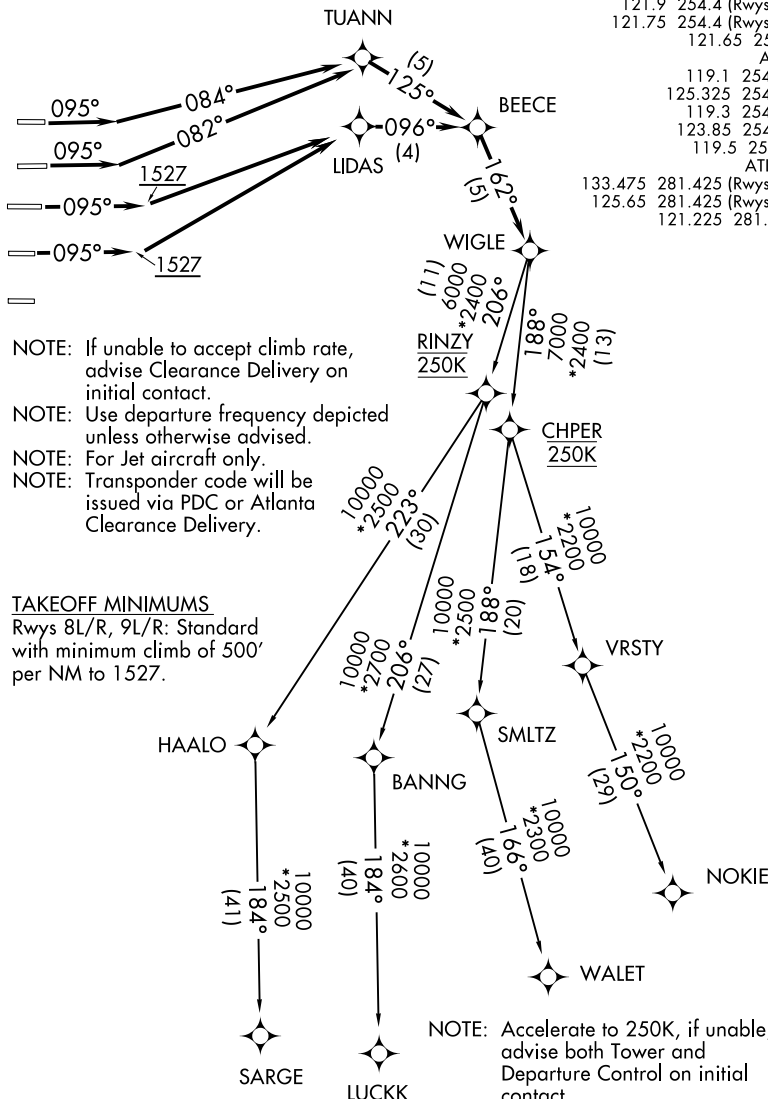 TUANN
121.9 254.4 (Rwys
121.75 254.4 (Rwys
121.65
119.1
125.325
119.3
123.85
119.5
133.475 281.425 (Rwys
125.65 281.425 (Rwys
121.225 281.
(5)
125°
BEECE
095°
084°
095°
082°
LIDAS
096°
(4)
162°
(5)
1527
095°
095°
1527
WIGLE
(11)
6000
*2400
206°
188°
7000
*2400
(13)
RINZY
250K
CHPER
250K
NOTE: If unable to accept climb rate,
advise Clearance Delivery on
initial contact.
NOTE: Use departure frequency depicted
unless otherwise advised.
NOTE: For Jet aircraft only.
NOTE: Transponder code will be
issued via PDC or Atlanta
Clearance Delivery.
10000
*2500
223°
(30)
10000
*2700
206°
(27)
10000
*2500
188°
(20)
10000
*2200
154°
(18)
TAKEOFF MINIMUMS
Rwys 8L/R, 9L/R: Standard
with minimum climb of 500'
per NM to 1527.
VRSTY
HAALO
BANNG
SMLTZ
10000
*2200
150°
(29)
10000
*2500
184°
(41)
10000
*2600
184°
(40)
10000
*2300
166°
(40)
NOKIE
WALET
SARGE
LUCKK
NOTE: Accelerate to 250K, if unable,
advise both Tower and
Departure Control on initial
contact.